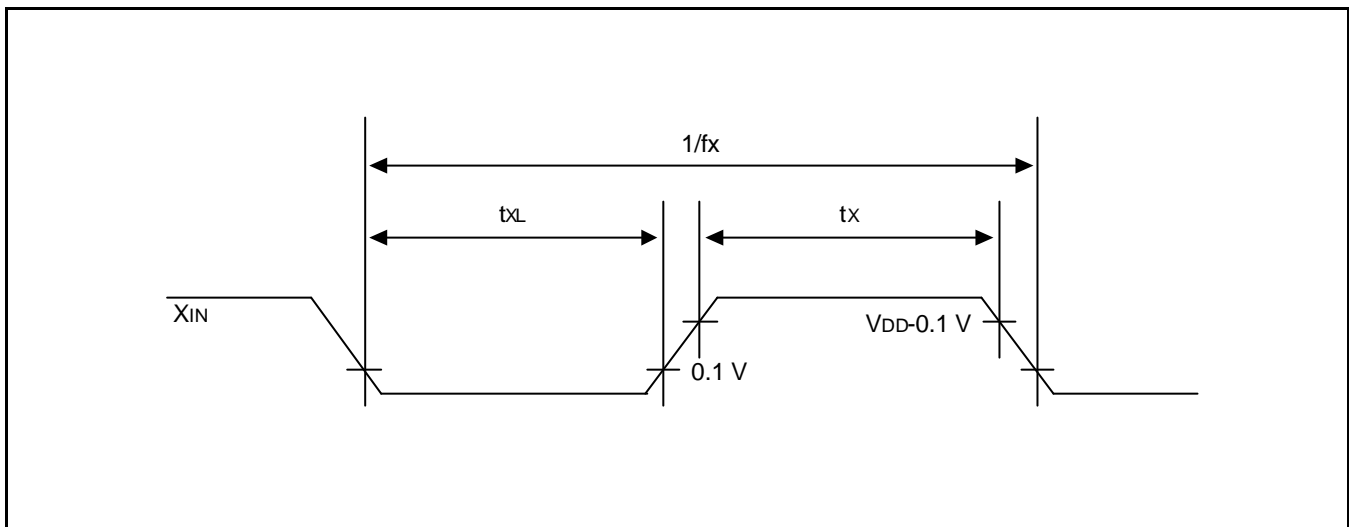 1/fx
tXL
tX
XIN
VDD-0.1 V
0.1 V